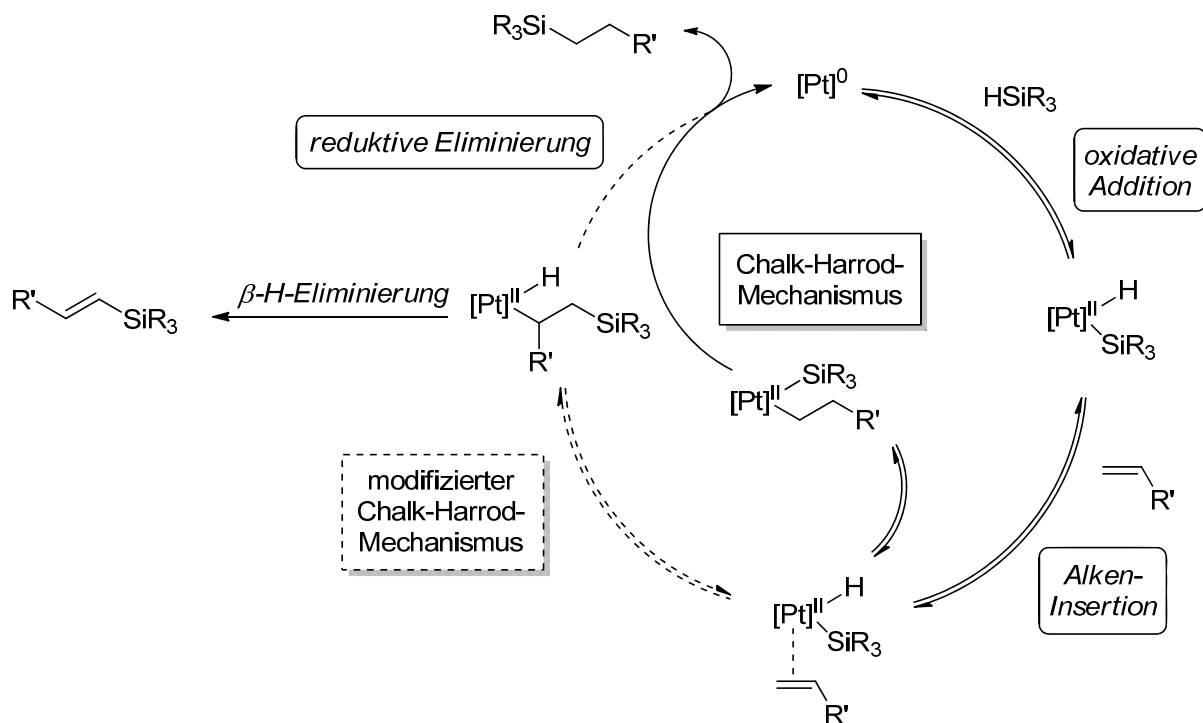 R₃Si
R'
[Pt]⁰
HSiR₃
reduktive Eliminierung
oxidative
Addition
Chalk-Harrod-
Mechanismus
R'
SiR₃
β-H-Eliminierung
[Pt]ᴵᴵ
H
SiR₃
R'
[Pt]ᴵᴵ
H
SiR₃
[Pt]ᴵᴵ
SiR₃
R'
modifizierter
Chalk-Harrod-
Mechanismus
R'
Alken-
Insertion
[Pt]ᴵᴵ
H
SiR₃
R'